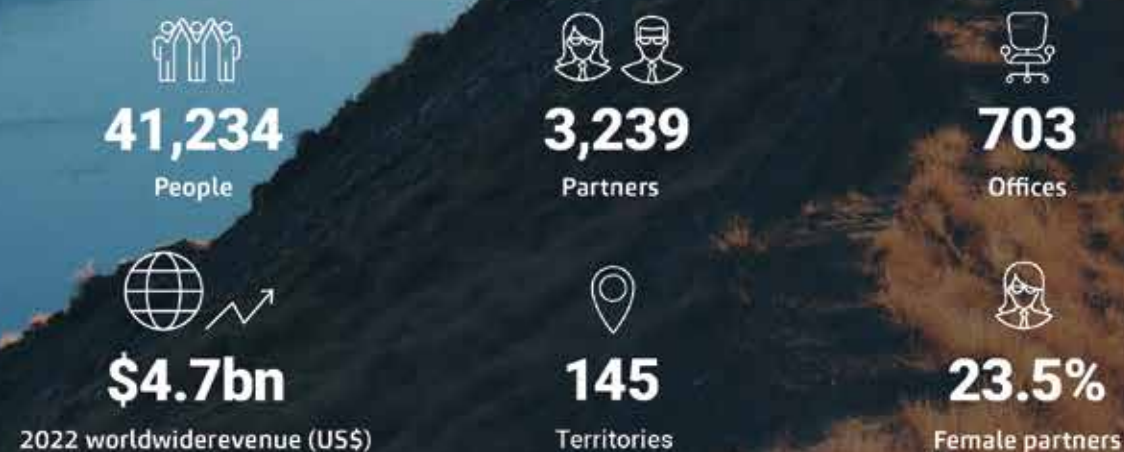 41,234
People
3,239
Partners
703
Offices
$4.7bn
2022 worldwiderevenue (US$)
145
Territories
23.5%
Female partners